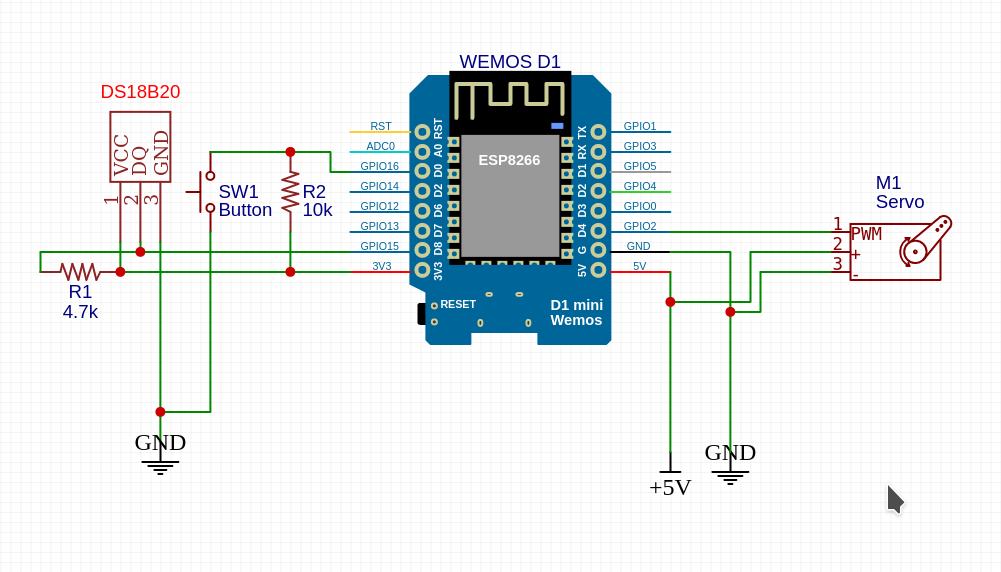 WEMOS D1
DS18B20
VCC
DQ
GND
1
2
3
SW1
Button
R2
10k
R1
4.7k
GND
RST
ADC0
GPIO16
GPIO14
GPIO12
GPIO13
GPIO15
3V3
RST
A0
D0
D2
D6
D7
D8
3V3
ESP8266
TX
RX
D1
D2
D3
D4
G
5V
RESET
D1 mini
Wemos
GPIO1
GPIO3
GPIO5
GPIO4
GPIO0
GPIO2
GND
5V
M1
Servo
1
2
3
PWM
+
-
+5V
GND